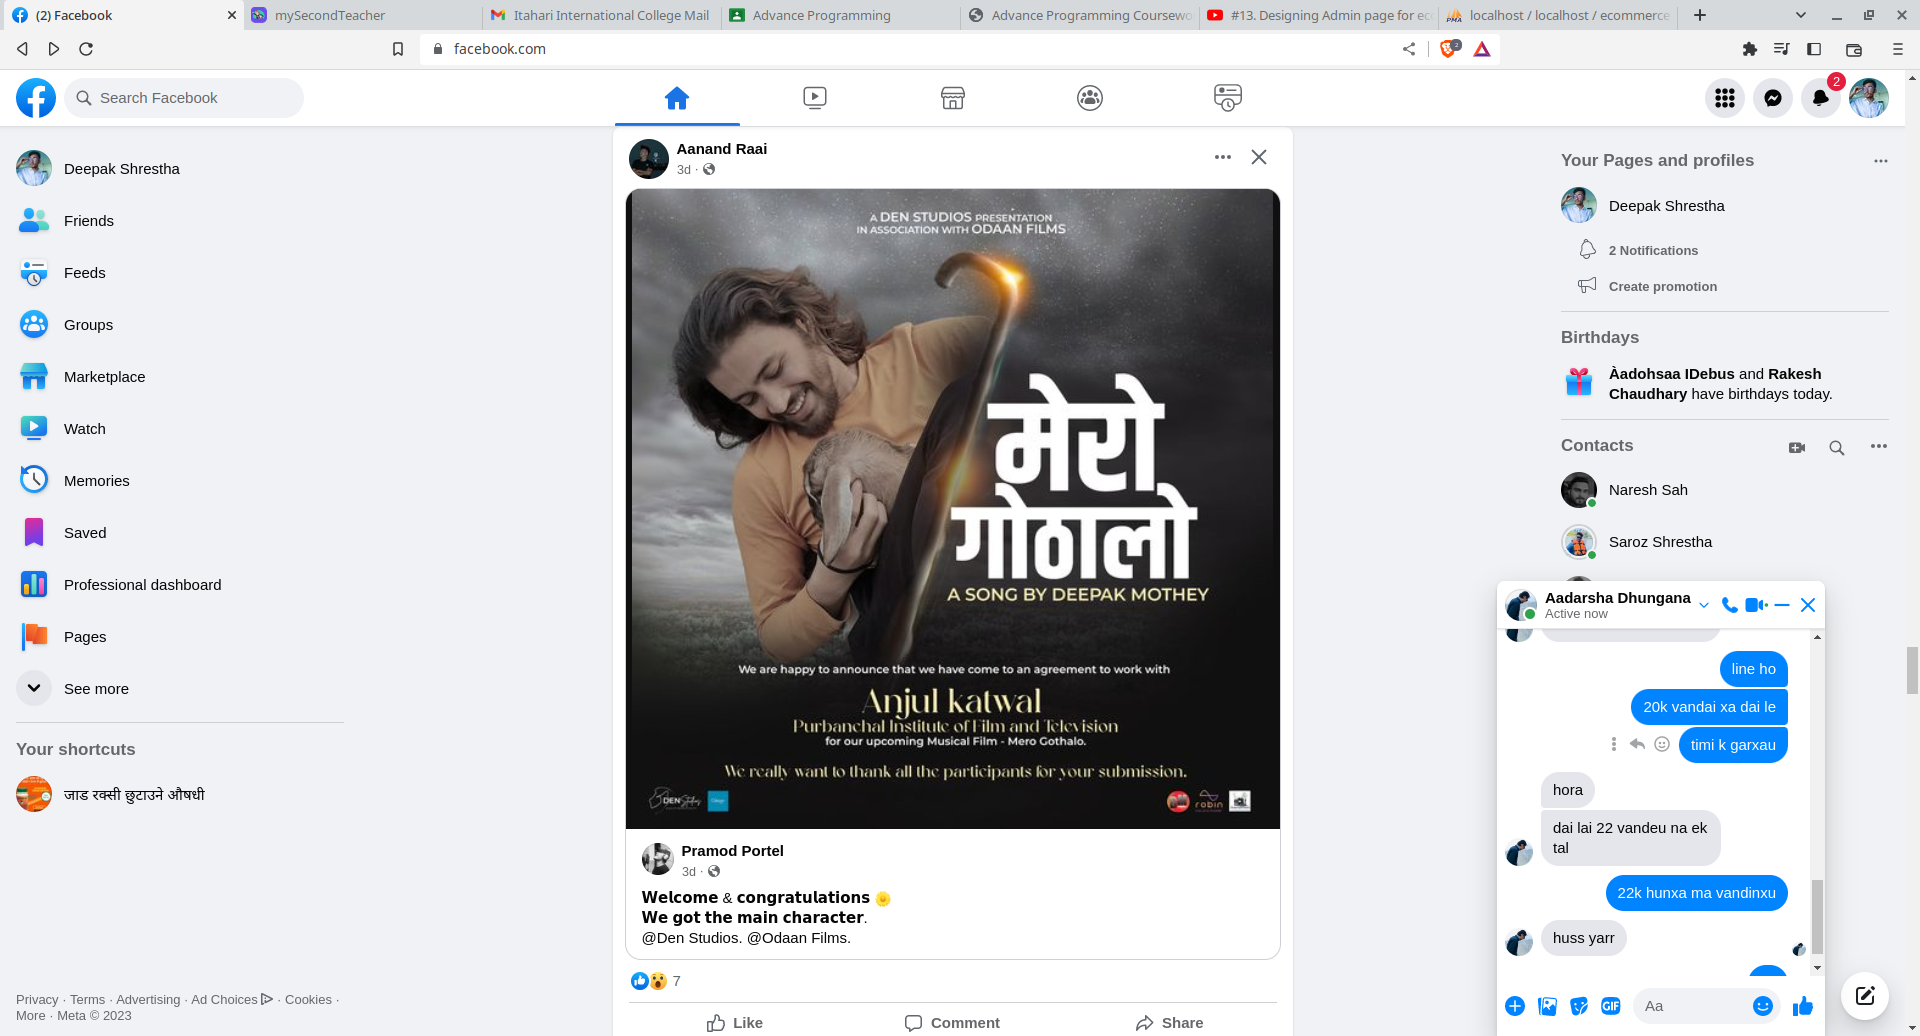 (2) Facebook
mySecondTeacher
Itahari International College Mail
Advance Programming
Advance Programming Coursewo
#13. Designing Admin page for ec
localhost / localhost / ecommerce
facebook.com
2
Search Facebook
2
Deepak Shrestha
Friends
Feeds
Groups
Marketplace
Watch
Memories
Saved
Professional dashboard
Pages
See more
Your shortcuts
जाड रक्सी छुटाउने औषधी
Privacy · Terms · Advertising · Ad Choices · Cookies ·
More · Meta © 2023
Aanand Raai
3d ·
A DEN STUDIOS PRESENTATION
IN ASSOCIATION WITH ODAAN FILMS
मेरो
गोठालो
A SONG BY DEEPAK MOTHEY
We are happy to announce that we have come to an agreement to work with
Anjul katwal
Purbanchal Institute of Film and Television
for our upcoming Musical Film - Mero Gothalo.
We really want to thank all the participants for your submission.
DEN Studios
robin
Pramod Portel
3d ·
Welcome & congratulations
We got the main character.
@Den Studios. @Odaan Films.
7
Like
Comment
Share
Your Pages and profiles
Deepak Shrestha
2 Notifications
Create promotion
Birthdays
Àadohsaa IDebus and Rakesh
Chaudhary have birthdays today.
Contacts
Naresh Sah
Saroz Shrestha
Aadarsha Dhungana
Active now
line ho
20k vandai xa dai le
timi k garxau
hora
dai lai 22 vandeu na ek
tal
22k hunxa ma vandinxu
huss yarr
GIF
Aa